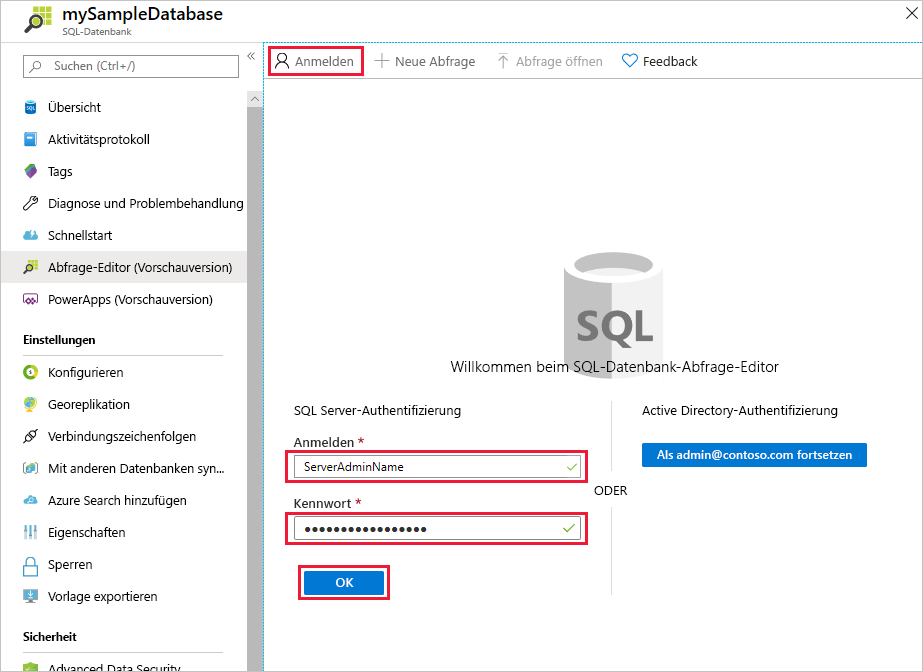 mySampleDatabase
SQL-Datenbank
Suchen (Ctrl+/)
Übersicht
Aktivitätsprotokoll
Tags
Diagnose und Problembehandlung
Schnellstart
Abfrage-Editor (Vorschauversion)
PowerApps (Vorschauversion)
Einstellungen
Konfigurieren
Georeplikation
Verbindungszeichenfolgen
Mit anderen Datenbanken syn...
Azure Search hinzufügen
Eigenschaften
Sperren
Vorlage exportieren
Sicherheit
Advanced Data Security
Anmelden
Neue Abfrage
Abfrage öffnen
Feedback
SQL
Willkommen beim SQL-Datenbank-Abfrage-Editor
SQL Server-Authentifizierung
Anmelden *
ServerAdminName
Kennwort *
•••••••••••••••••
OK
ODER
Active Directory-Authentifizierung
Als admin@contoso.com fortsetzen